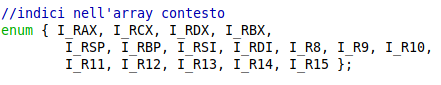 //indici nell'array contesto
enum { I_RAX, I_RCX, I_RDX, I_RBX,
I_RSP, I_RBP, I_RSI, I_RDI, I_R8, I_R9, I_R10,
I_R11, I_R12, I_R13, I_R14, I_R15 };